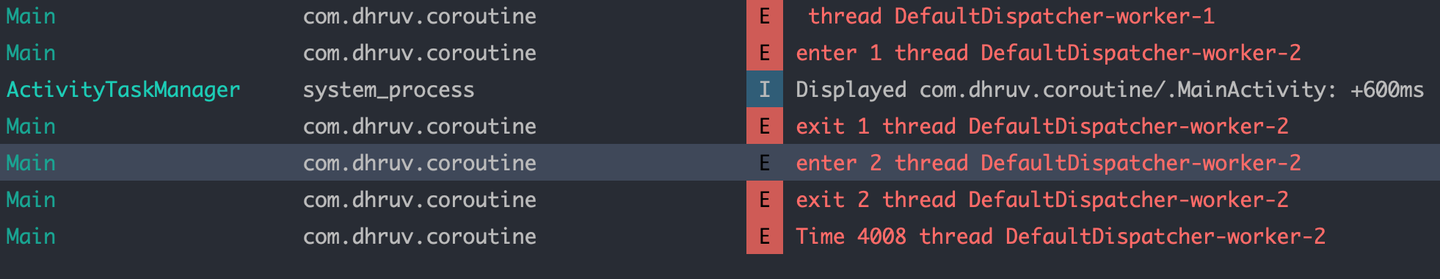 Main com.dhruv.coroutine E thread DefaultDispatcher-worker-1
Main com.dhruv.coroutine E enter 1 thread DefaultDispatcher-worker-2
ActivityTaskManager system_process I Displayed com.dhruv.coroutine/.MainActivity: +600ms
Main com.dhruv.coroutine E exit 1 thread DefaultDispatcher-worker-2
Main com.dhruv.coroutine E enter 2 thread DefaultDispatcher-worker-2
Main com.dhruv.coroutine E exit 2 thread DefaultDispatcher-worker-2
Main com.dhruv.coroutine E Time 4008 thread DefaultDispatcher-worker-2